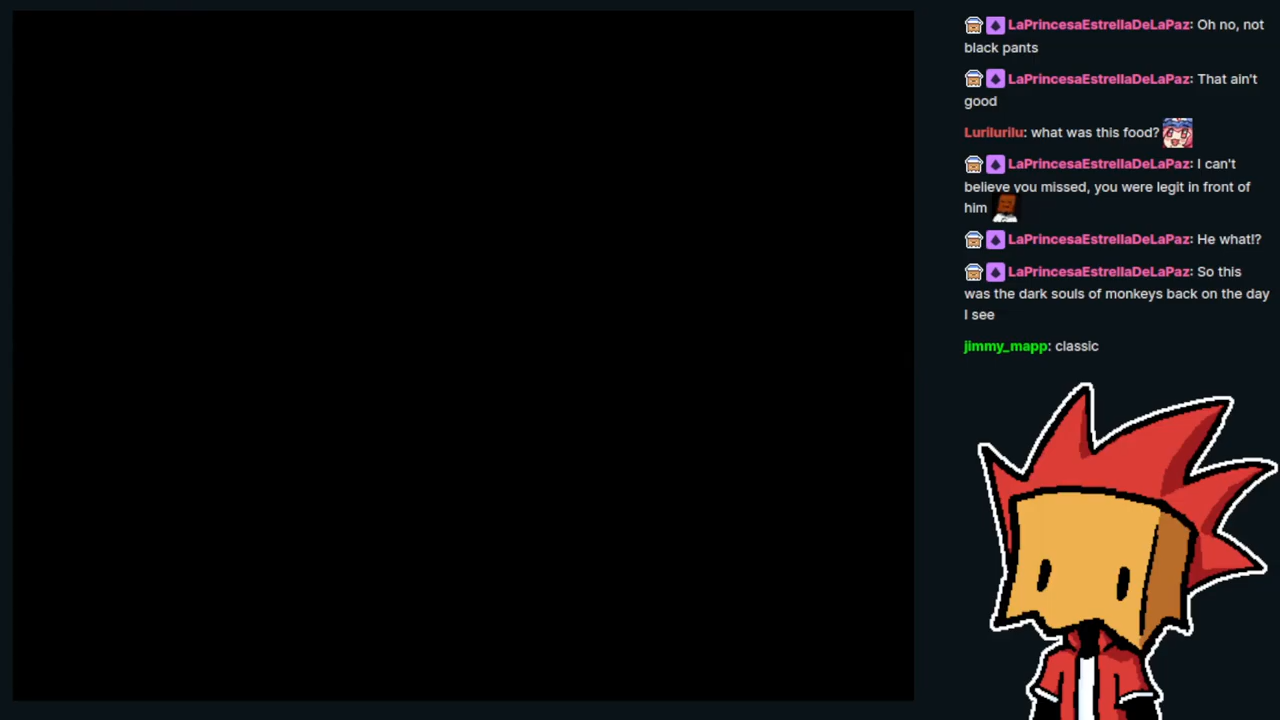 LaPrincesaEstrellaDeLaPaz: Oh no, not
black pants
LaPrincesaEstrellaDeLaPaz: That ain't
good
Lurilurilu: what was this food?
LaPrincesaEstrellaDeLaPaz: I can't
believe you missed, you were legit in front of
him
LaPrincesaEstrellaDeLaPaz: He what!?
LaPrincesaEstrellaDeLaPaz: So this
was the dark souls of monkeys back on the day
I see
jimmy_mapp: classic